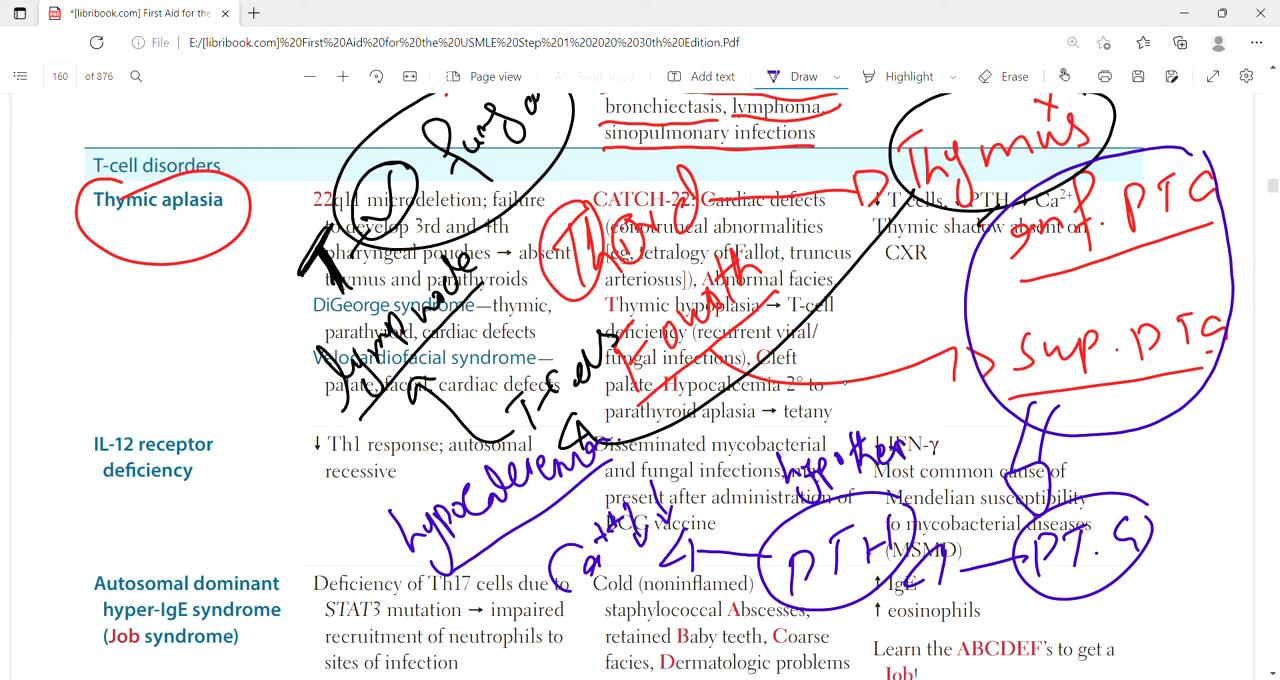 *[libribook.com] First Aid for the
File E:/[libribook.com]%20First%20Aid%20for%20the%20USMLE%20Step%201%202020%2030th%20Edition.Pdf
160 of 876 Page view Read aloud Add text Draw Highlight Erase
bronchiectasis, lymphoma,
sinopulmonary infections
T-cell disorders
Thymic aplasia
22q11 microdeletion; failure
to develop 3rd and 4th
pharyngeal pouches → absent
thymus and parathyroids
DiGeorge syndrome—thymic,
parathyroid, cardiac defects
Velocardiofacial syndrome—
palate, facial, cardiac defects
CATCH-22: Cardiac defects
(conotruncal abnormalities
[eg, tetralogy of Fallot, truncus
arteriosus]), Abnormal facies,
Thymic hypoplasia → T-cell
deficiency (recurrent viral/
fungal infections), Cleft
palate, Hypocalcemia 2° to
parathyroid aplasia → tetany
↓ T cells, ↓ PTH, ↓ Ca2+
Thymic shadow absent on
CXR
IL-12 receptor
deficiency
↓ Th1 response; autosomal
recessive
Disseminated mycobacterial
and fungal infections; may
present after administration of
BCG vaccine
↓ IFN-γ
Most common cause of
Mendelian susceptibility
to mycobacterial diseases
(MSMD)
Autosomal dominant
hyper-IgE syndrome
(Job syndrome)
Deficiency of Th17 cells due to
STAT3 mutation → impaired
recruitment of neutrophils to
sites of infection
Cold (noninflamed)
staphylococcal Abscesses,
retained Baby teeth, Coarse
facies, Dermatologic problems
↑ IgE
↑ eosinophils
Learn the ABCDEF's to get a
Job!
Thymus
Third
inf. PTG
Fourth
sup. PTG
lymp node
T-cells
hypocalcemia
PTH
PT.G